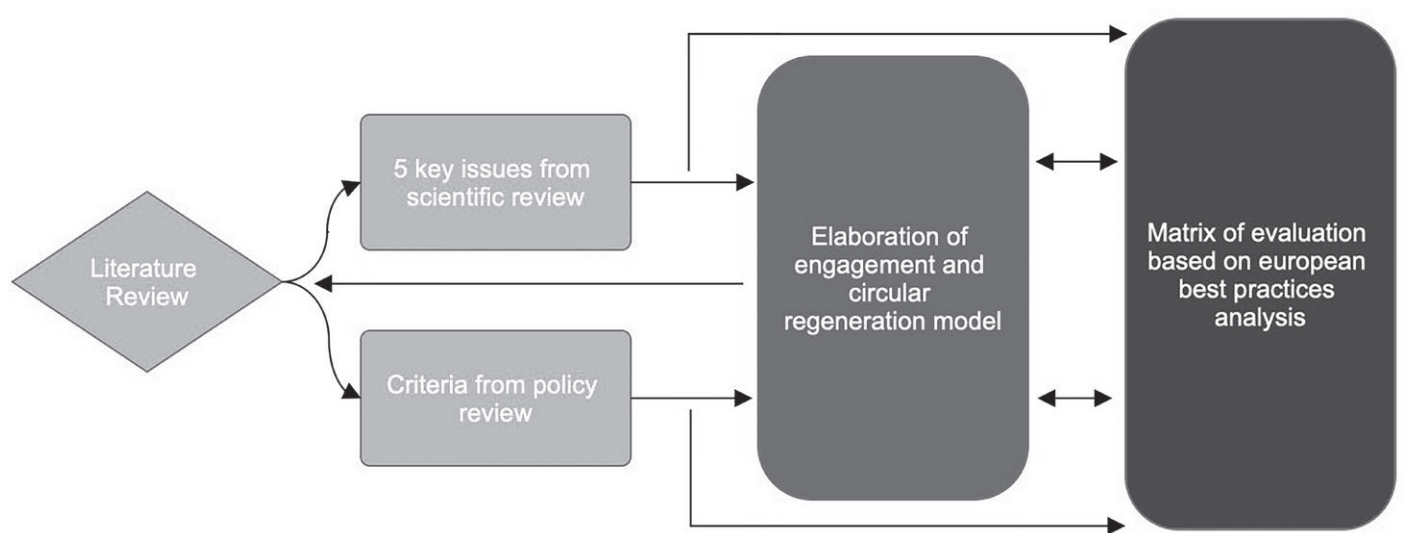 Literature
Review
5 key issues from
scientific review
Criteria from policy
review
Elaboration of
engagement and
circular
regeneration model
Matrix of evaluation
based on european
best practices
analysis